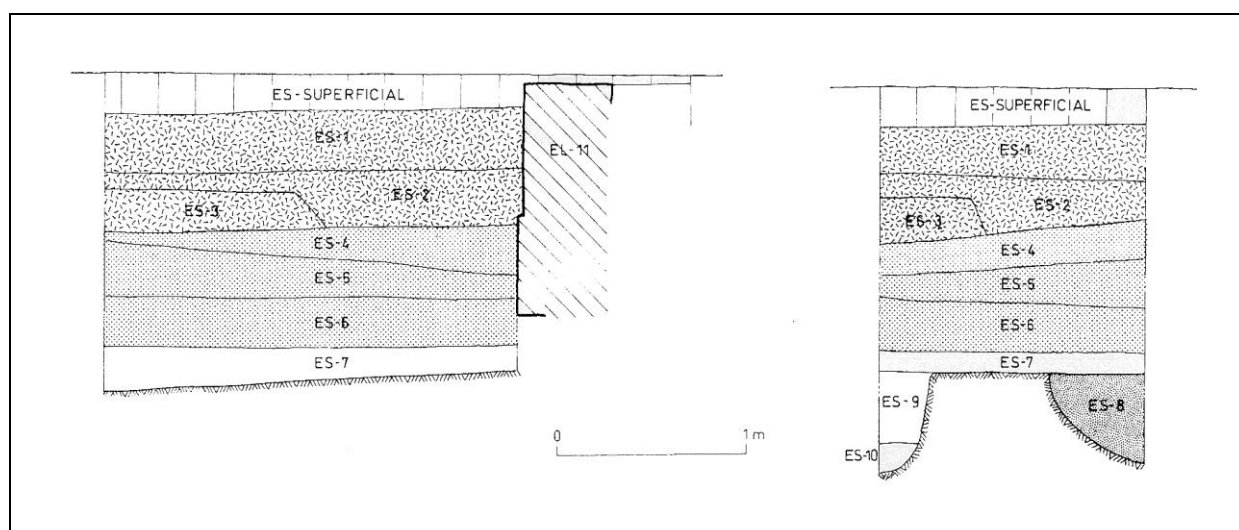 ES-SUPERFICIAL
ES-1
ES-2
ES-3
ES-4
ES-5
ES-6
ES-7
EL-11
0 1m
ES-SUPERFICIAL
ES-1
ES-2
ES-3
ES-4
ES-5
ES-6
ES-7
ES-9
ES-8
ES-10